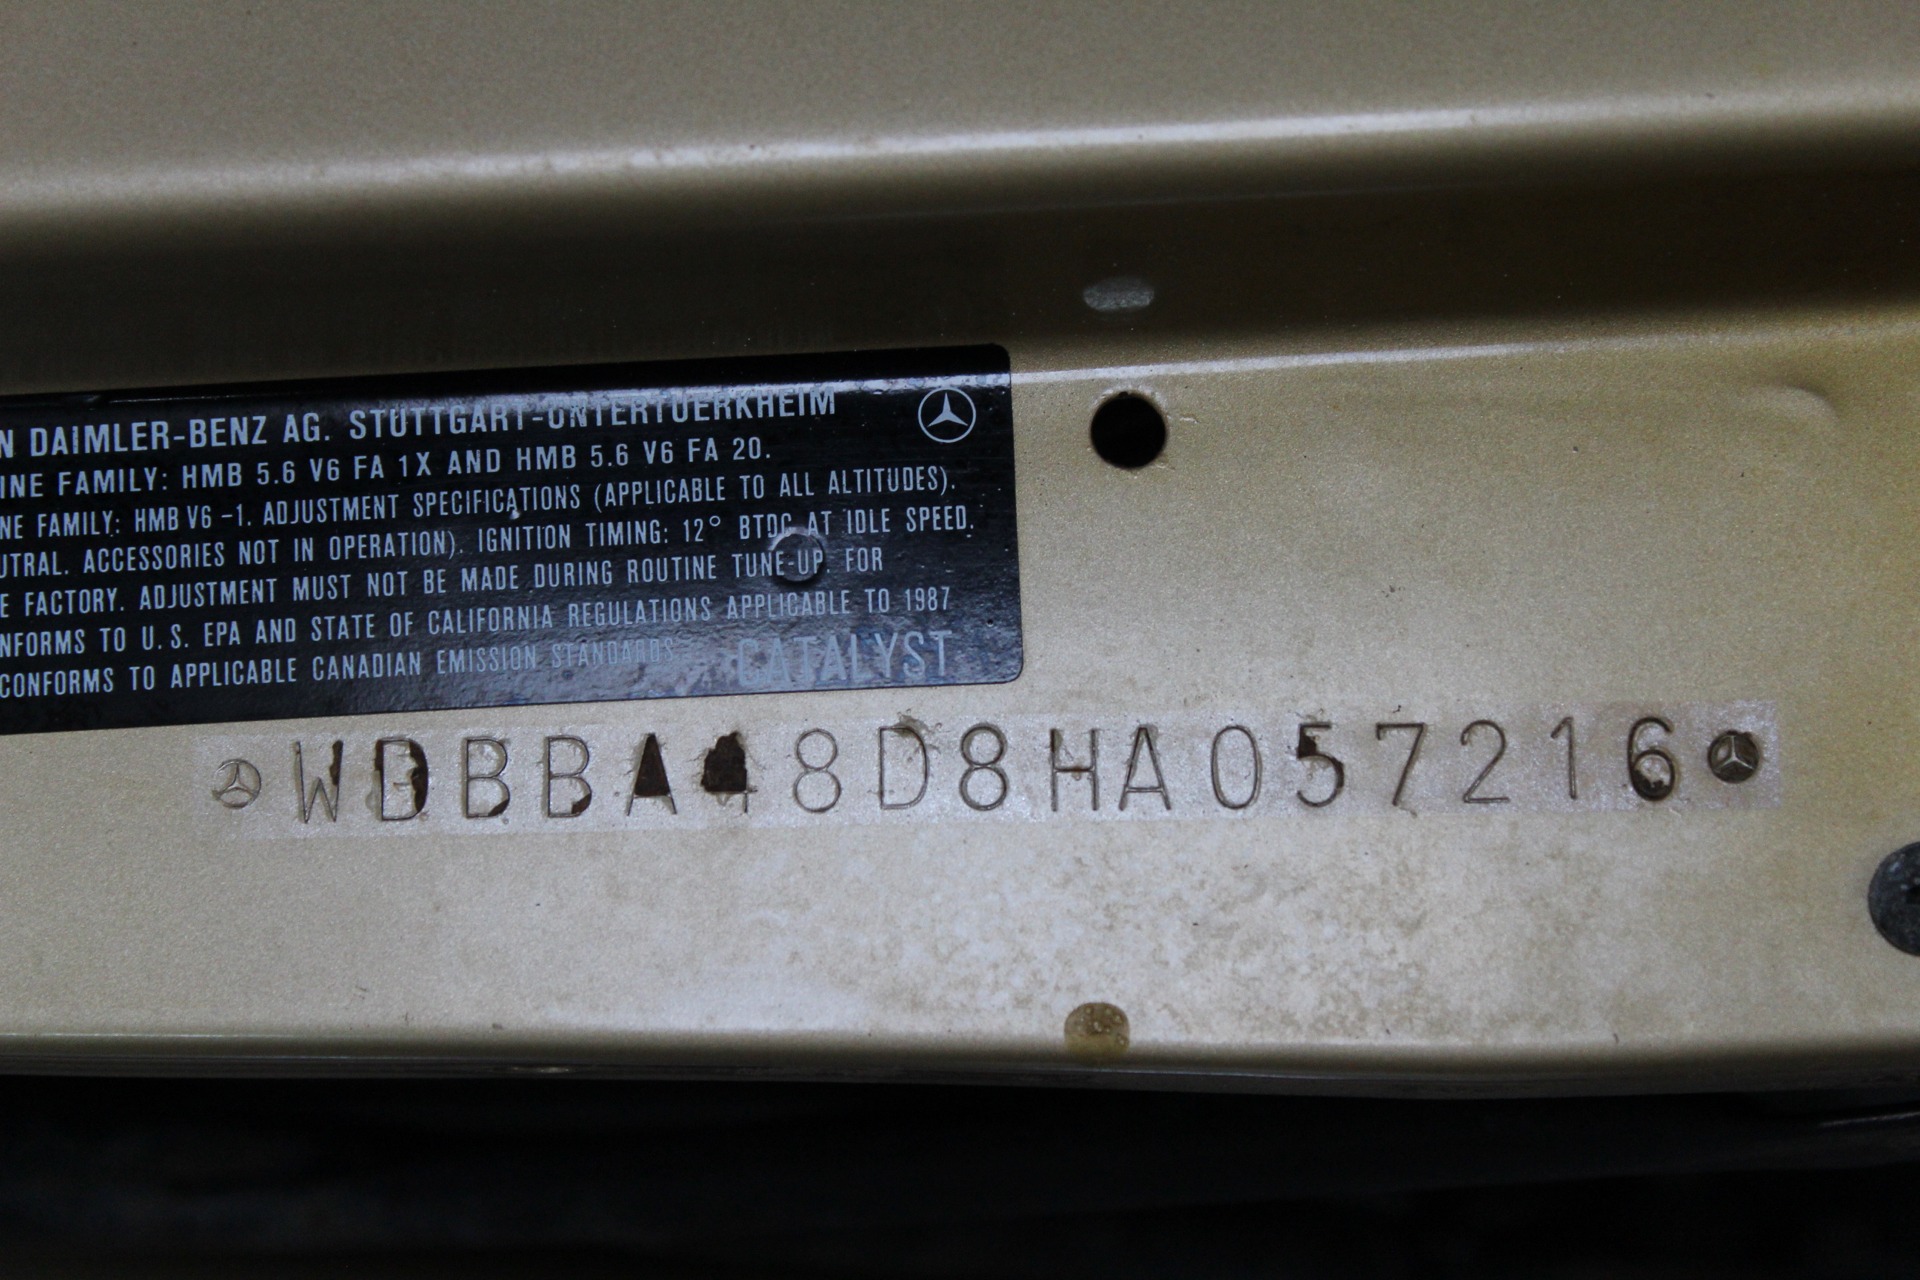 N DAIMLER-BENZ AG. STUTTGART-UNTERTUERKHEIM
INE FAMILY: HMB 5.6 V6 FA 1X AND HMB 5.6 V6 FA 20.
NE FAMILY: HMB V6 -1. ADJUSTMENT SPECIFICATIONS (APPLICABLE TO ALL ALTITUDES).
UTRAL. ACCESSORIES NOT IN OPERATION). IGNITION TIMING: 12° BTDC AT IDLE SPEED.
E FACTORY. ADJUSTMENT MUST NOT BE MADE DURING ROUTINE TUNE-UP. FOR
NFORMS TO U.S. EPA AND STATE OF CALIFORNIA REGULATIONS APPLICABLE TO 1987
CONFORMS TO APPLICABLE CANADIAN EMISSION STANDARDS CATALYST
WDBBA48D8HA057216